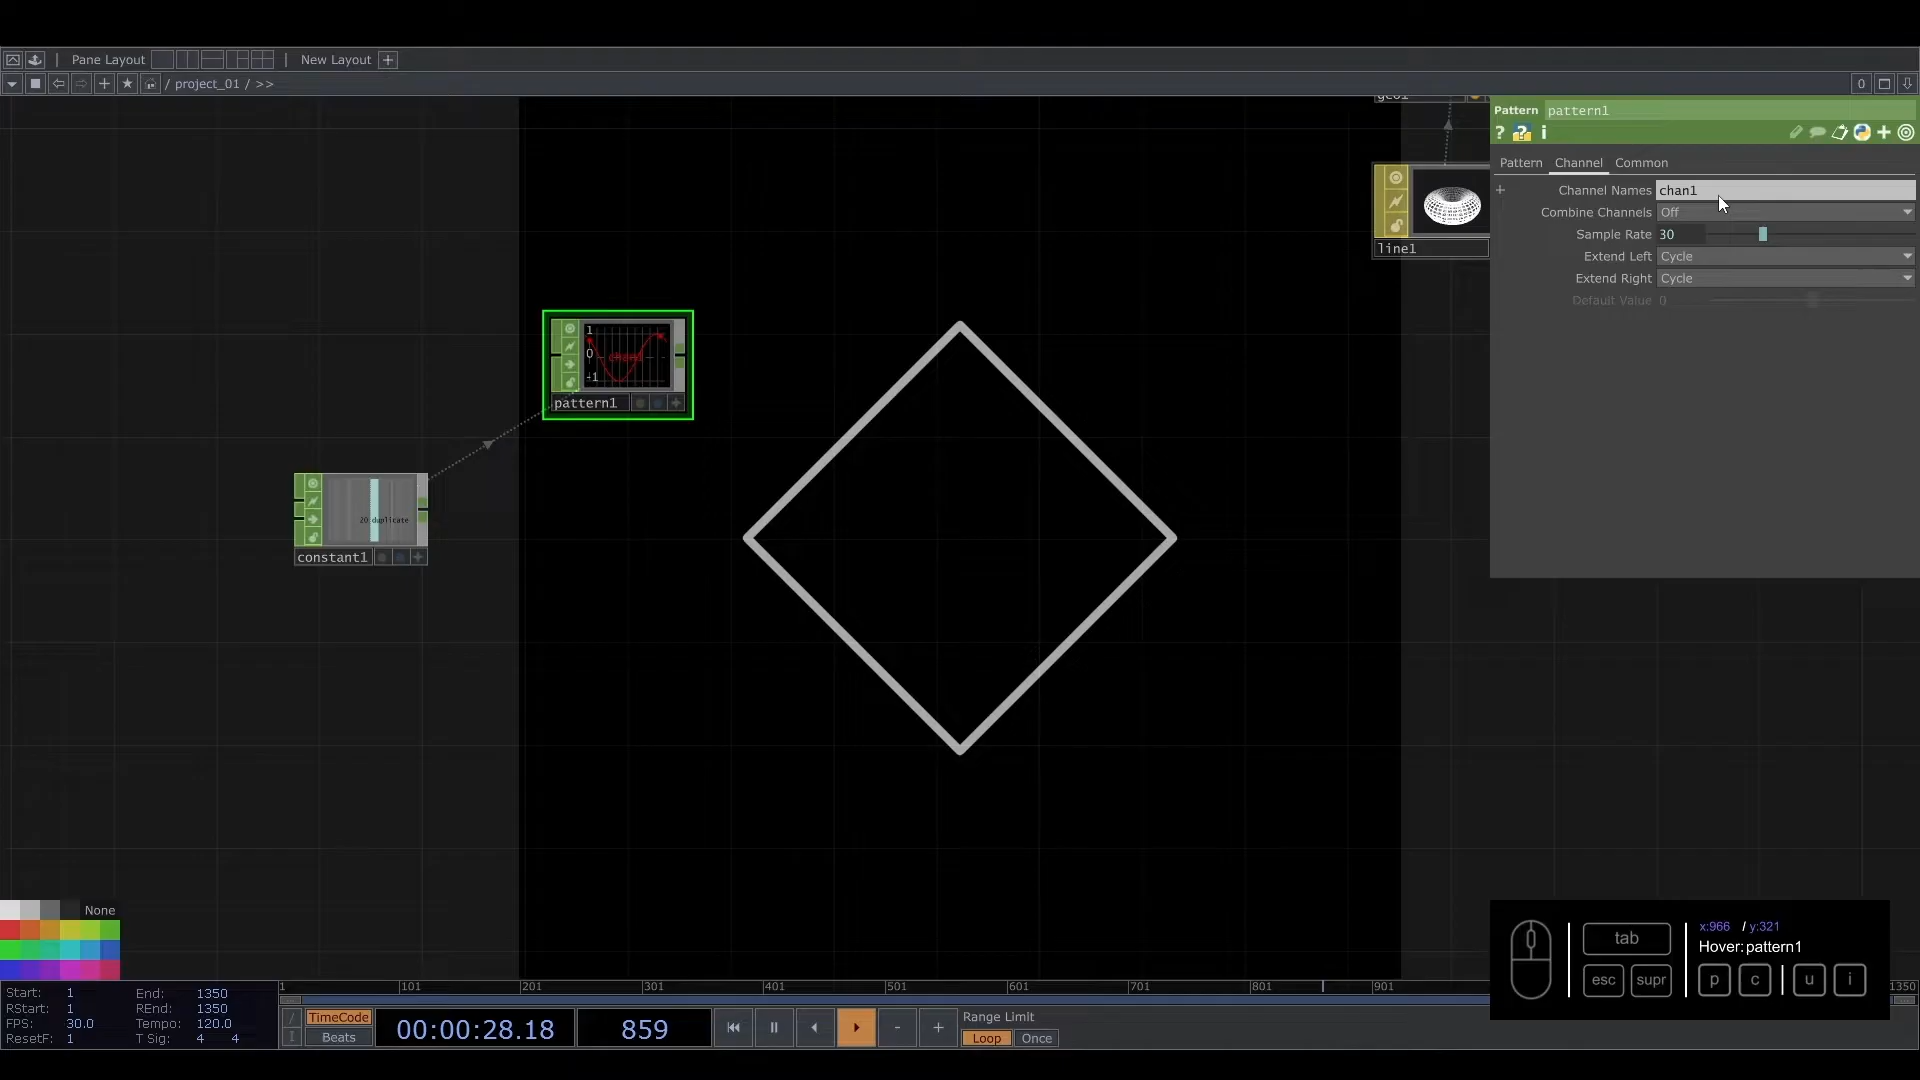 Pane Layout
New Layout +
/ project_01 / >>
0
geo1
Pattern pattern1
? ? i
Pattern Channel Common
+ Channel Names chan1
Combine Channels Off
Sample Rate 30
Extend Left Cycle
Extend Right Cycle
Default Value 0
line1
1
0 chan1
-1
pattern1
20 duplicate
constant1
None
x:966 / y:321
Hover:pattern1
tab
esc supr
p c u i
Start: 1 End: 1350
RStart: 1 REnd: 1350
FPS: 30.0 Tempo: 120.0
ResetF: 1 T Sig: 4 4
1 101 201 301 401 501 601 701 801 901 1350
TimeCode
Beats
00:00:28.18
859
- +
Range Limit
Loop Once